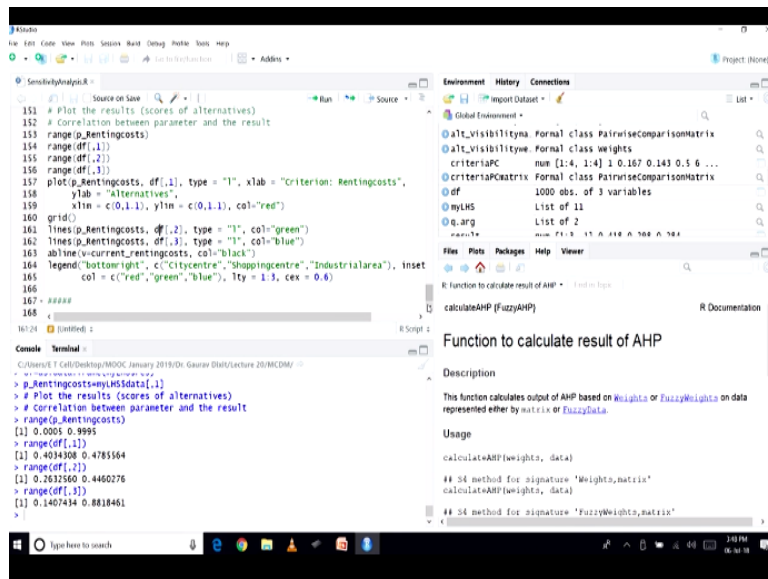 RStudio
File Edit Code View Plots Session Build Debug Profile Tools Help
Go to file/function
Addins
Project: (None)
SensitivityAnalysis.R
Source on Save
Run
Source
151 # Plot the results (scores of alternatives)
152 # Correlation between parameter and the result
153 range(p_Rentingcosts)
154 range(df[,1])
155 range(df[,2])
156 range(df[,3])
157 plot(p_Rentingcosts, df[,1], type = "l", xlab = "Criterion: Rentingcosts",
158 ylab = "Alternatives",
159 xlim = c(0,1.1), ylim = c(0,1.1), col="red")
160 grid()
161 lines(p_Rentingcosts, df[,2], type = "l", col="green")
162 lines(p_Rentingcosts, df[,3], type = "l", col="blue")
163 abline(v=current_rentingcosts, col="black")
164 legend("bottomright", c("Citycentre","Shoppingcentre","Industrialarea"), inset
165 col = c("red","green","blue"), lty = 1:3, cex = 0.6)
166
167 #####
168
161:24 (Untitled)
R Script
Console Terminal
C:/Users/E T Cell/Desktop/MOOC January 2019/Dr. Gaurav Dixit/Lecture 20/MCDM/
> p_Rentingcosts=myLHS$data[,1]
> # Plot the results (scores of alternatives)
> # Correlation between parameter and the result
> range(p_Rentingcosts)
[1] 0.0005 0.9995
> range(df[,1])
[1] 0.4034308 0.4785564
> range(df[,2])
[1] 0.2632560 0.4460276
> range(df[,3])
[1] 0.1407434 0.8818461
>
Environment History Connections
Import Dataset
List
Global Environment
alt_visibilityma. Formal class PairwiseComparisonMatrix
alt_visibilitywe. Formal class Weights
criteriaPC num [1:4, 1:4] 1 0.167 0.143 0.5 6 ...
criteriaPCmatrix Formal class PairwiseComparisonMatrix
df 1000 obs. of 3 variables
myLHS List of 11
q.arg List of 2
Files Plots Packages Help Viewer
R: Function to calculate result of AHP
Find in Topic
calculateAHP {FuzzyAHP}
R Documentation
Function to calculate result of AHP
Description
This function calculates output of AHP based on Weights or FuzzyWeights on data
represented either by matrix or FuzzyData.
Usage
calculateAHP(weights, data)
## S4 method for signature 'Weights,matrix'
calculateAHP(weights, data)
## S4 method for signature 'FuzzyWeights,matrix'
Type here to search
3:43 PM
06-Jul-18